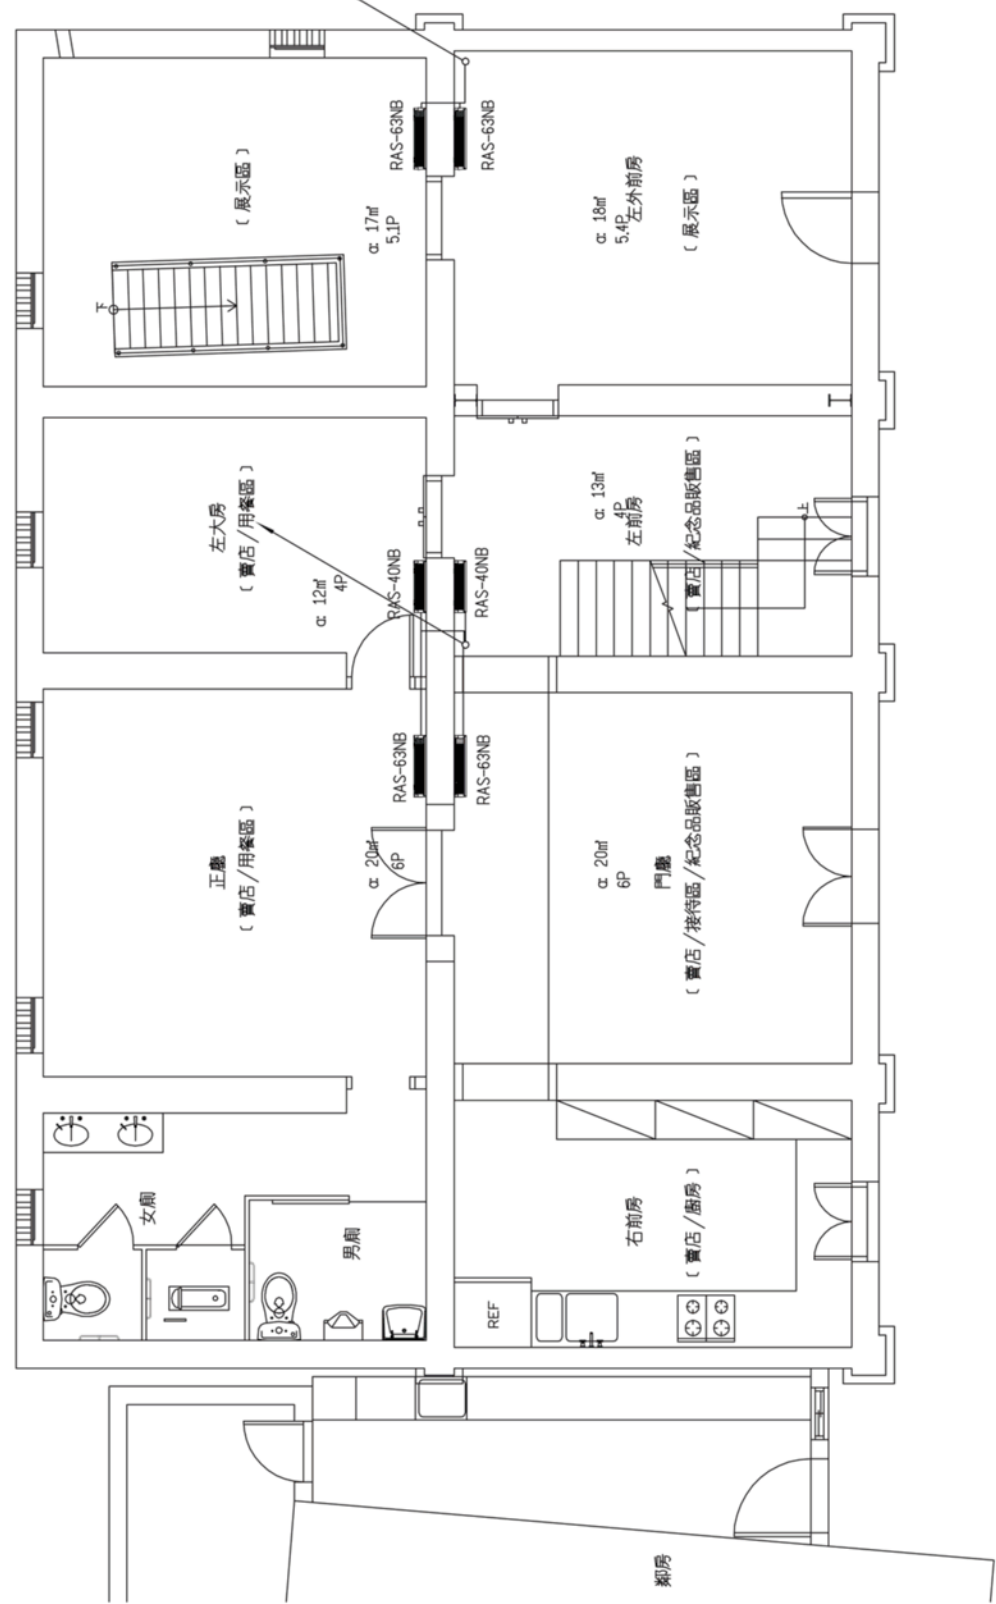 RAS-63NB
RAS-63NB
〔 展示區 〕
α: 17㎡
5.1P
α: 18㎡
5.4P
左外前房
〔 展示區 〕
下
左大房
〔 賣店/用餐區 〕
α: 12㎡
4P
RAS-40NB
RAS-40NB
α: 13㎡
4P
左前房
〔 賣店/紀念品販售區 〕
上
RAS-63NB
RAS-63NB
正廳
〔 賣店/用餐區 〕
α: 20㎡
6P
α: 20㎡
6P
門廳
〔 賣店/接待區/紀念品販售區 〕
女廁
男廁
右前房
〔 賣店/廚房 〕
REF
鄰房